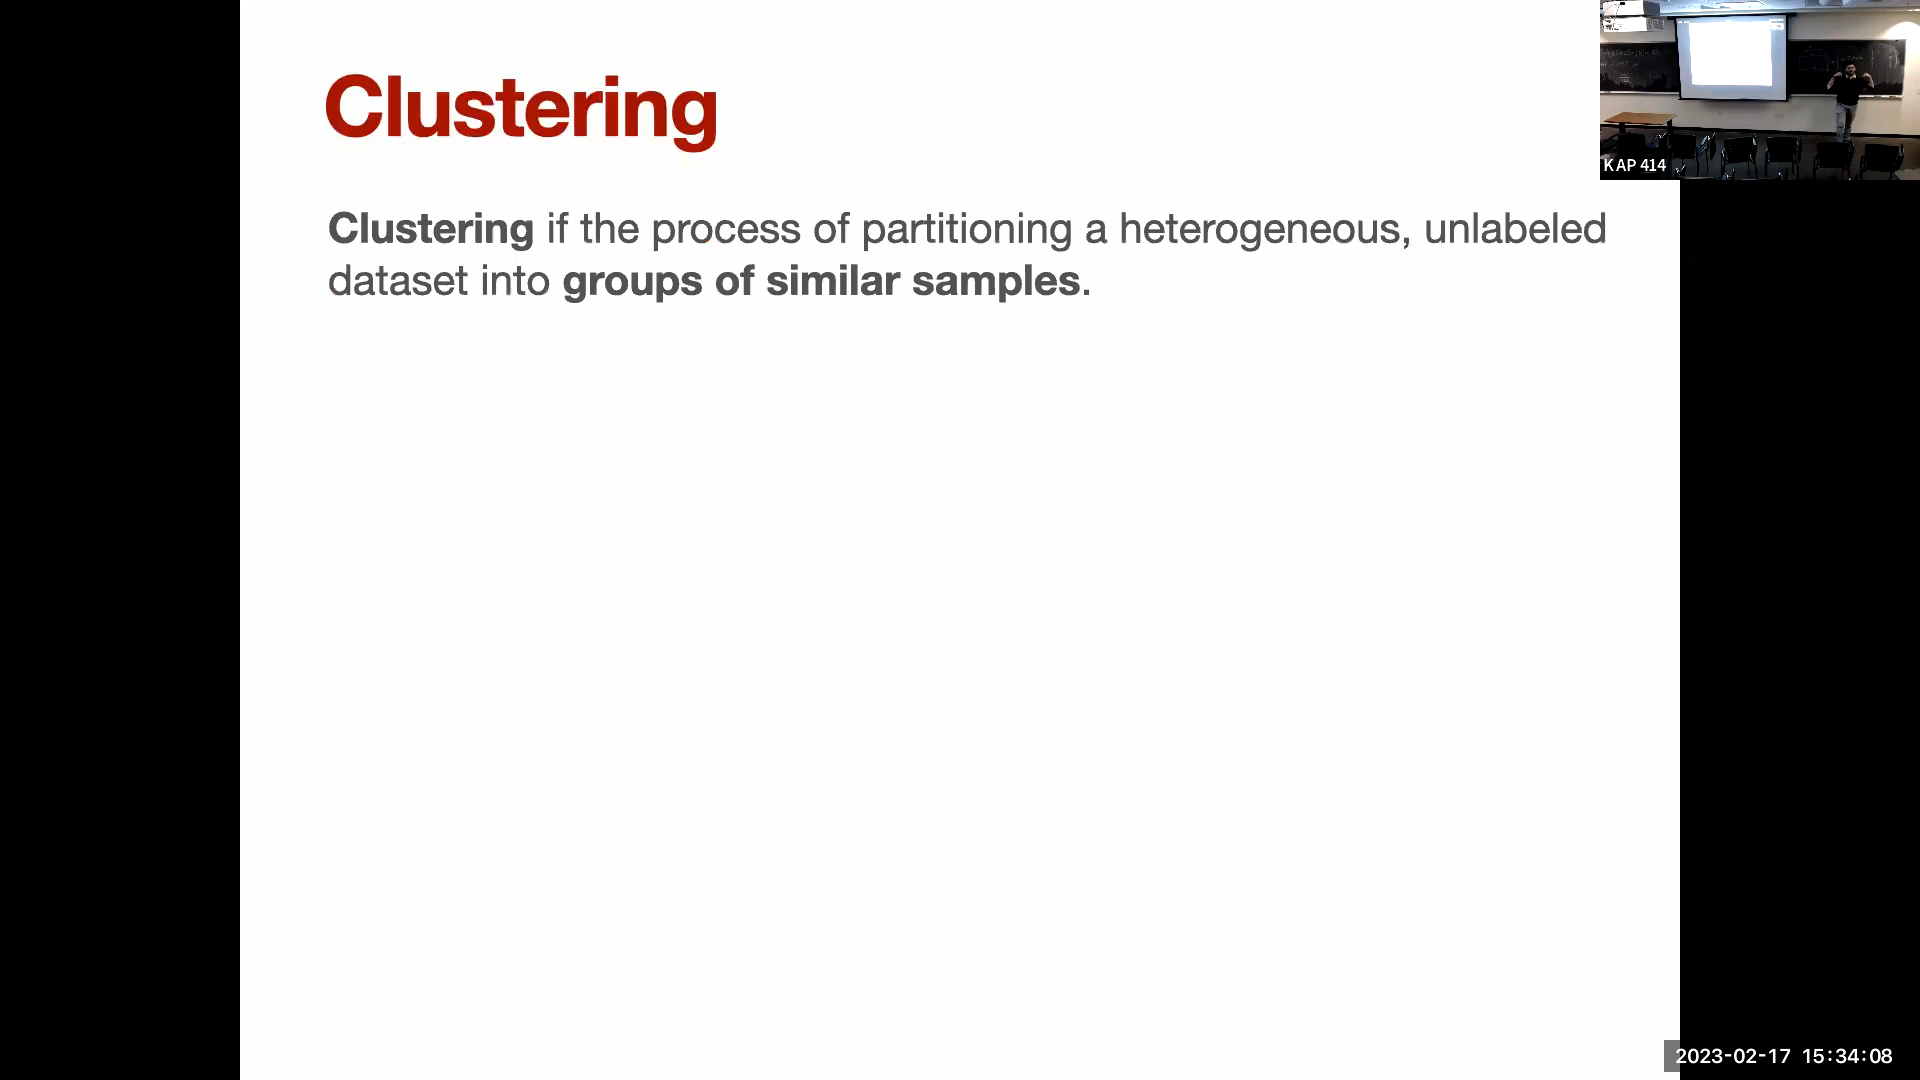 Clustering
Clustering if the process of partitioning a heterogeneous, unlabeled
dataset into groups of similar samples.
KAP 414
2023-02-17 15:34:08